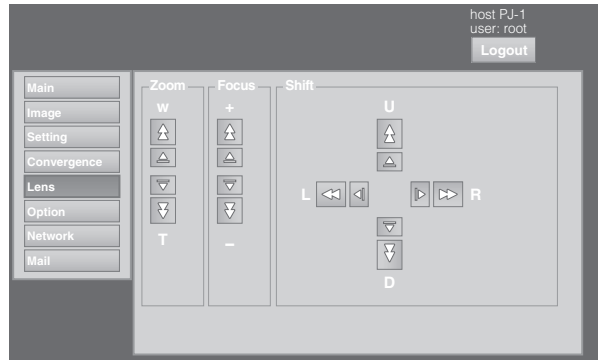 host PJ-1
user: root
Logout
Main
Image
Setting
Convergence
Lens
Option
Network
Mail
Zoom
W
T
Focus
+
–
Shift
U
L
R
D